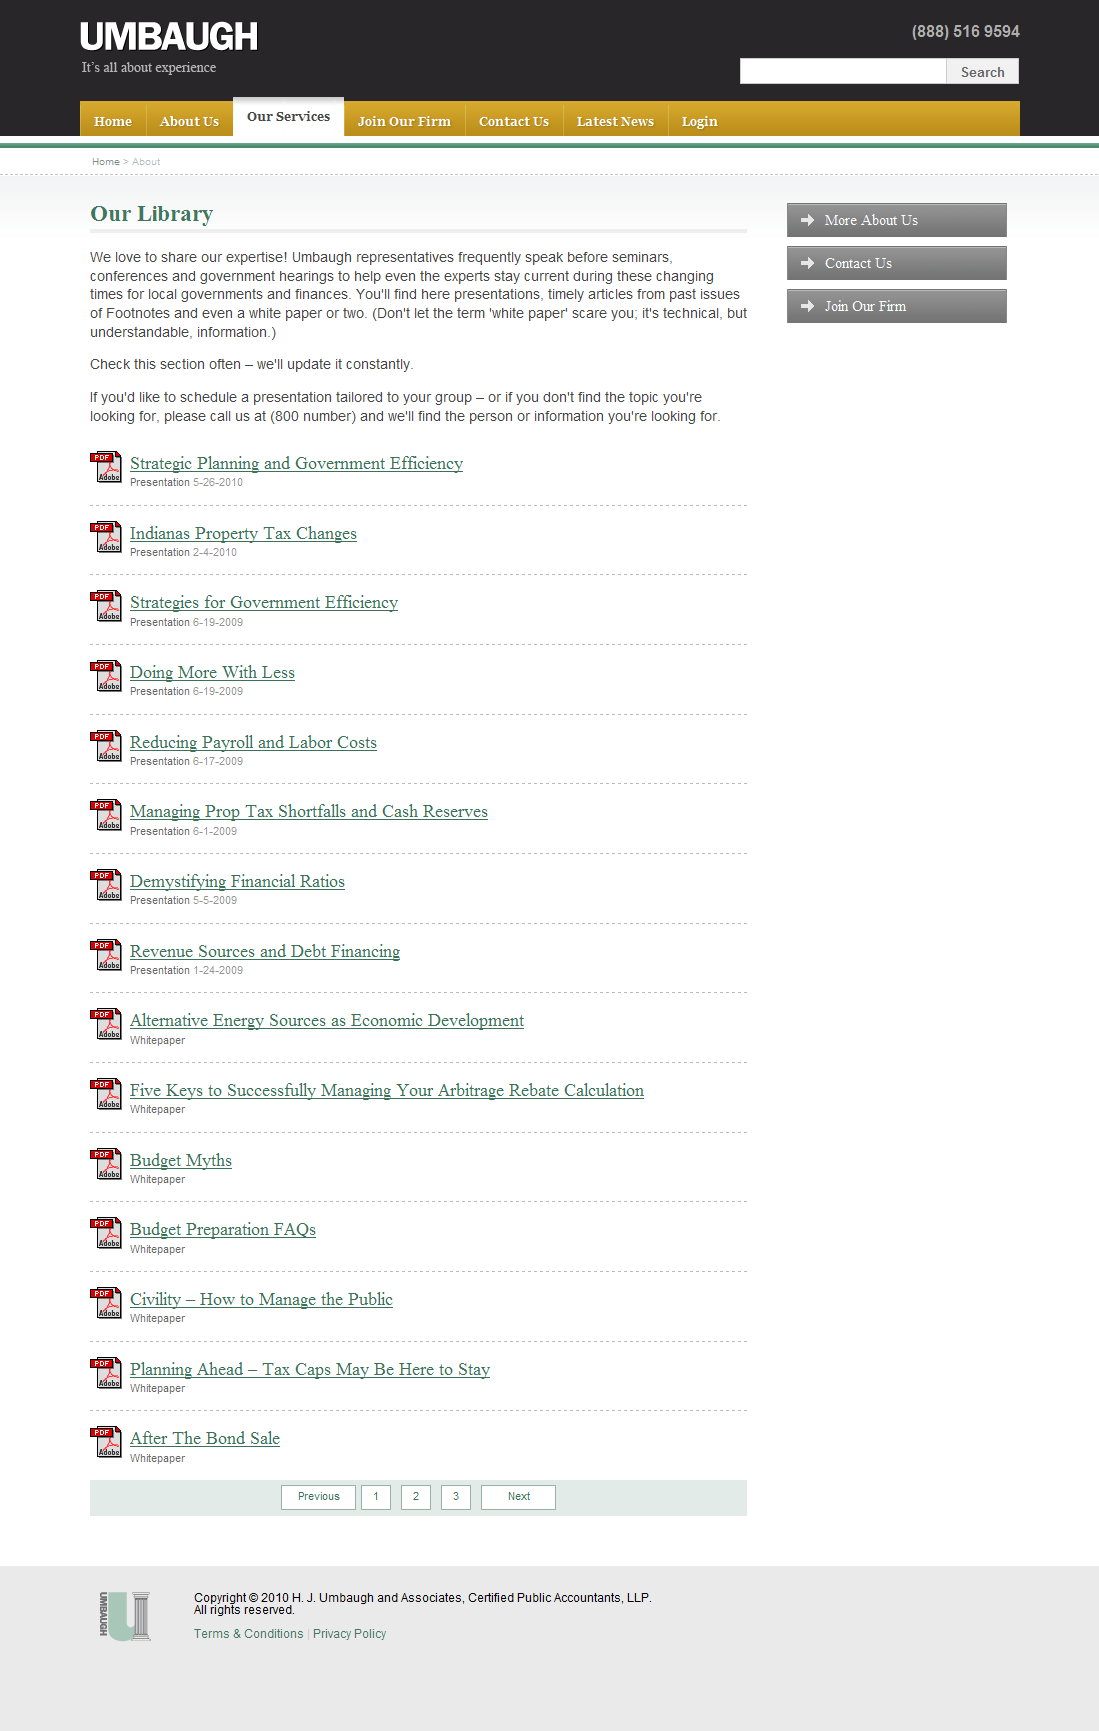 UMBAUGH
It's all about experience
(888) 516 9594
Search
Home About Us Our Services Join Our Firm Contact Us Latest News Login
Home > About
Our Library
We love to share our expertise! Umbaugh representatives frequently speak before seminars,
conferences and government hearings to help even the experts stay current during these changing
times for local governments and finances. You'll find here presentations, timely articles from past issues
of Footnotes and even a white paper or two. (Don't let the term 'white paper' scare you; it's technical, but
understandable, information.)
Check this section often – we'll update it constantly.
If you'd like to schedule a presentation tailored to your group – or if you don't find the topic you're
looking for, please call us at (800 number) and we'll find the person or information you're looking for.
More About Us
Contact Us
Join Our Firm
PDF Adobe
Strategic Planning and Government Efficiency
Presentation 5-26-2010
PDF Adobe
Indianas Property Tax Changes
Presentation 2-4-2010
PDF Adobe
Strategies for Government Efficiency
Presentation 6-19-2009
PDF Adobe
Doing More With Less
Presentation 6-19-2009
PDF Adobe
Reducing Payroll and Labor Costs
Presentation 6-17-2009
PDF Adobe
Managing Prop Tax Shortfalls and Cash Reserves
Presentation 6-1-2009
PDF Adobe
Demystifying Financial Ratios
Presentation 5-5-2009
PDF Adobe
Revenue Sources and Debt Financing
Presentation 1-24-2009
PDF Adobe
Alternative Energy Sources as Economic Development
Whitepaper
PDF Adobe
Five Keys to Successfully Managing Your Arbitrage Rebate Calculation
Whitepaper
PDF Adobe
Budget Myths
Whitepaper
PDF Adobe
Budget Preparation FAQs
Whitepaper
PDF Adobe
Civility – How to Manage the Public
Whitepaper
PDF Adobe
Planning Ahead – Tax Caps May Be Here to Stay
Whitepaper
PDF Adobe
After The Bond Sale
Whitepaper
Previous 1 2 3 Next
UMBAUGH
Copyright © 2010 H. J. Umbaugh and Associates, Certified Public Accountants, LLP.
All rights reserved.
Terms & Conditions | Privacy Policy